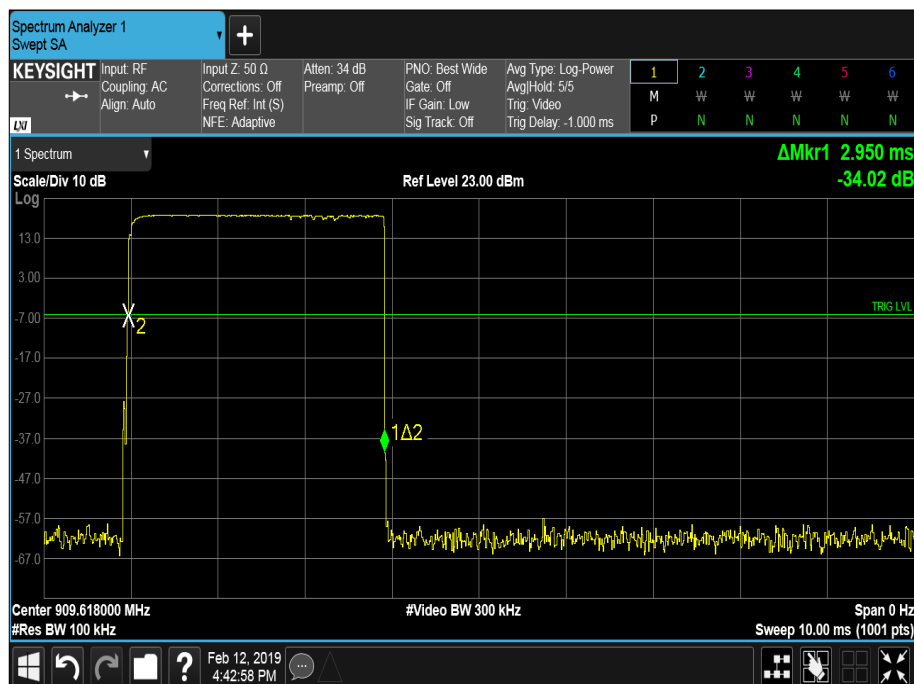 Spectrum Analyzer 1
Swept SA
+
KEYSIGHT
LXI
Input: RF
Coupling: AC
Align: Auto
Input Z: 50 Ω
Corrections: Off
Freq Ref: Int (S)
NFE: Adaptive
Atten: 34 dB
Preamp: Off
PNO: Best Wide
Gate: Off
IF Gain: Low
Sig Track: Off
Avg Type: Log-Power
Avg|Hold: 5/5
Trig: Video
Trig Delay: -1.000 ms
1 2 3 4 5 6
M W W W W W
P N N N N N
1 Spectrum
ΔMkr1 2.950 ms
-34.02 dB
Scale/Div 10 dB
Ref Level 23.00 dBm
Log
13.0
3.00
TRIG LVL
-7.00
2
-17.0
-27.0
1Δ2
-37.0
-47.0
-57.0
-67.0
Center 909.618000 MHz
#Video BW 300 kHz
Span 0 Hz
#Res BW 100 kHz
Sweep 10.00 ms (1001 pts)
?
Feb 12, 2019
4:42:58 PM